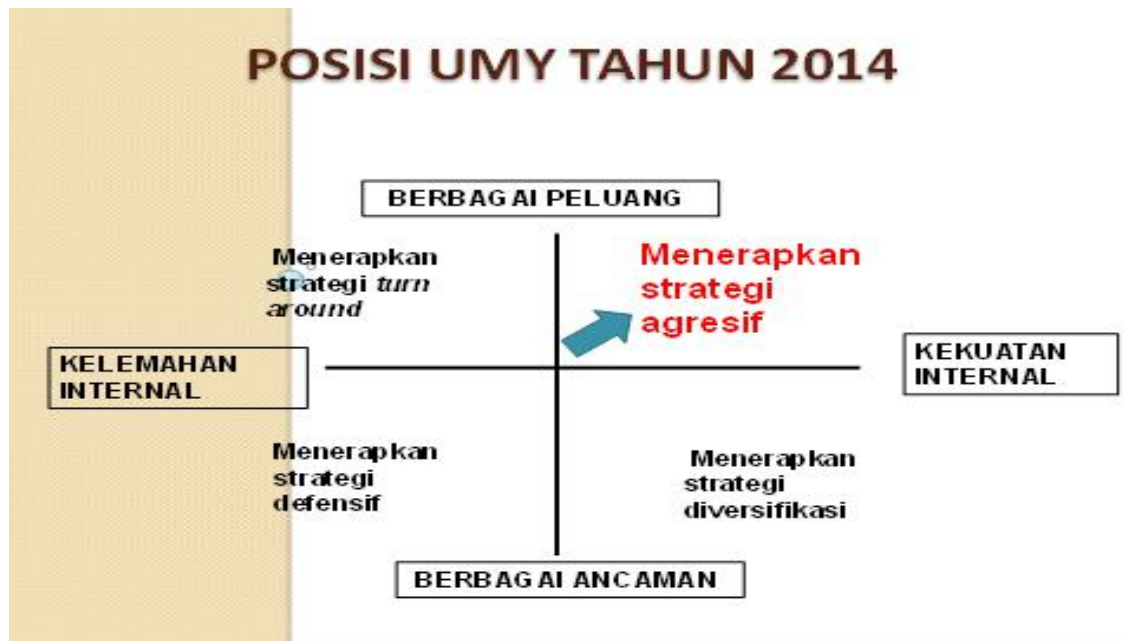 POSISI UMY TAHUN 2014
BERBAGAI PELUANG
Menerapkan
strategi turn
around
Menerapkan
strategi
agresif
KELEMAHAN
INTERNAL
KEKUATAN
INTERNAL
Menerapkan
strategi
defensif
Menerapkan
strategi
diversifikasi
BERBAGAI ANCAMAN